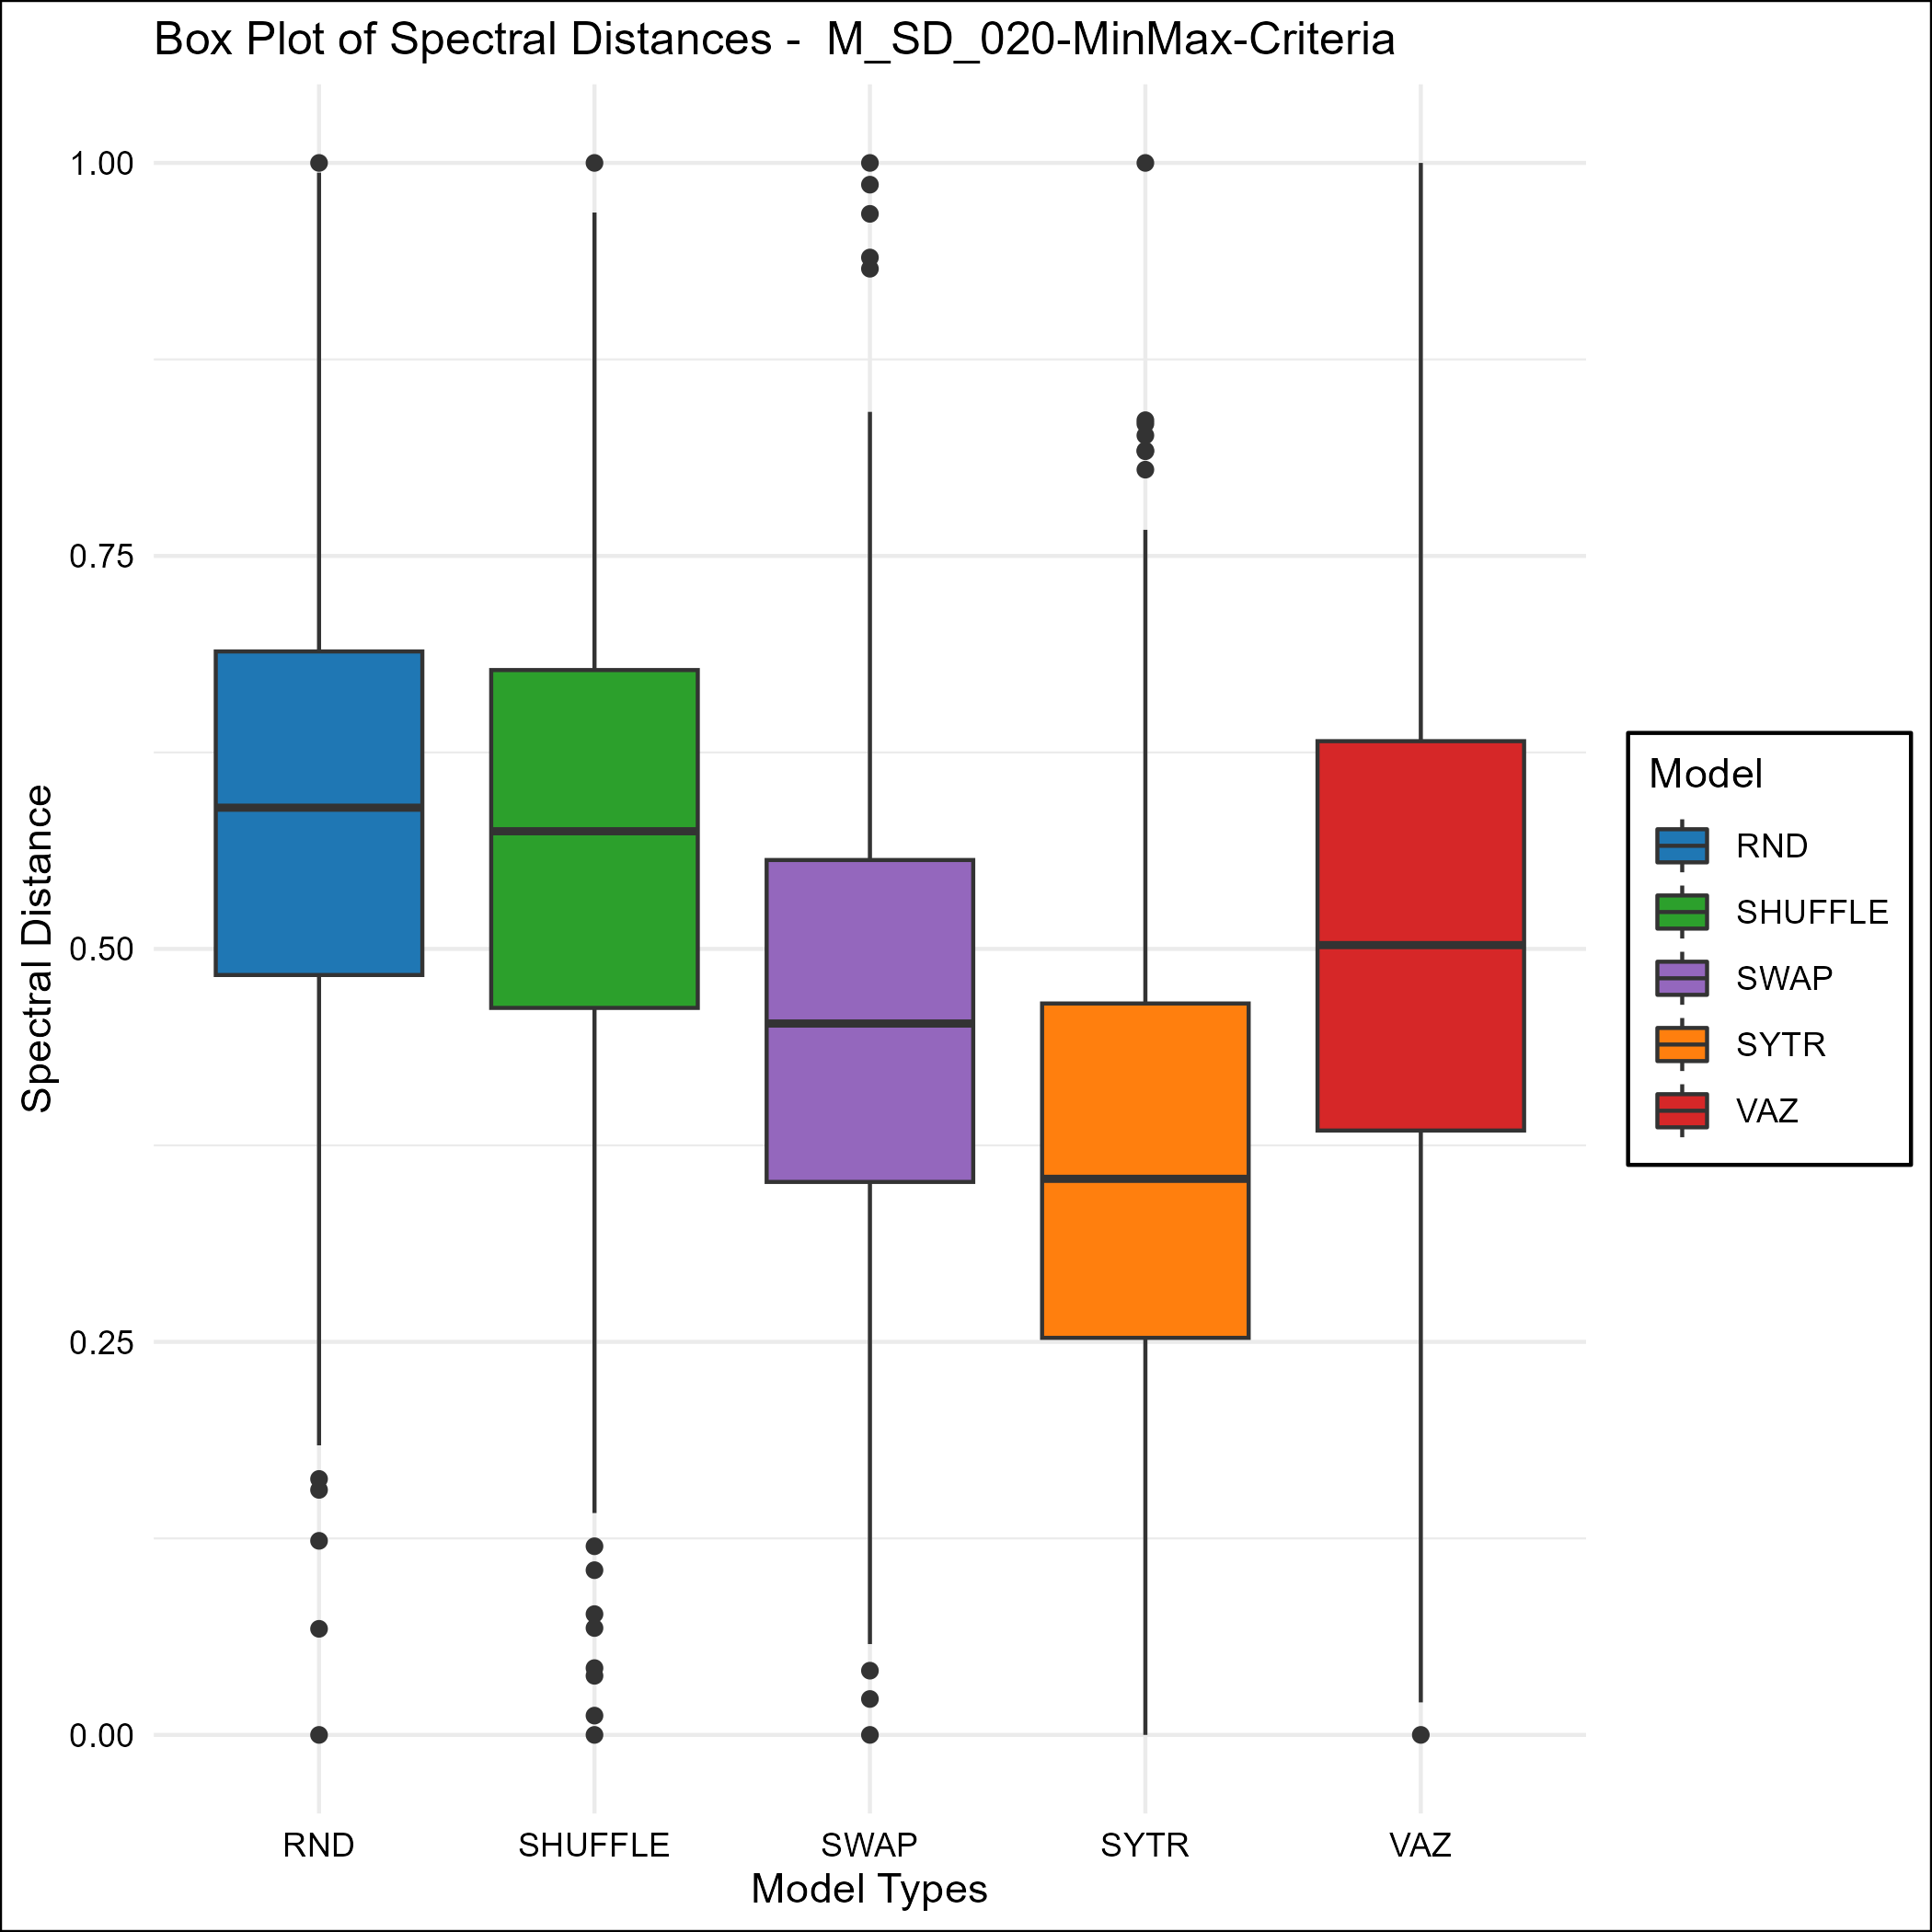 Box Plot of Spectral Distances -  M_SD_020-MinMax-Criteria
Spectral Distance
1.00
0.75
0.50
0.25
0.00
RND SHUFFLE SWAP SYTR VAZ
Model Types
Model
RND
SHUFFLE
SWAP
SYTR
VAZ